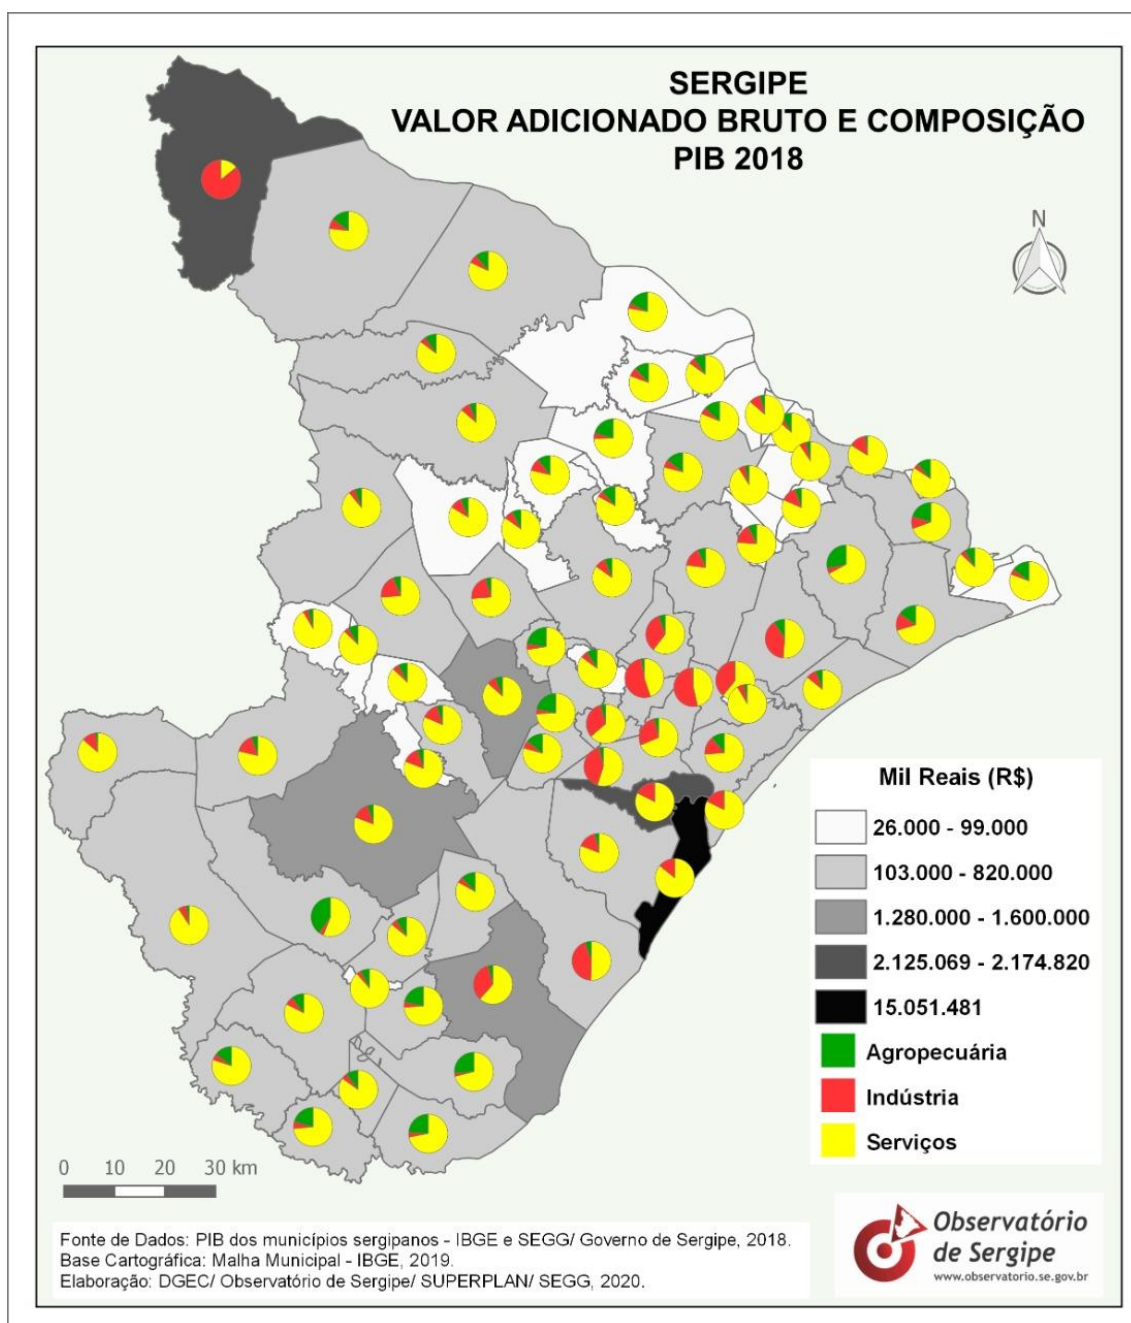 SERGIPE
VALOR ADICIONADO BRUTO E COMPOSIÇÃO
PIB 2018
N
Mil Reais (R$)
26.000 - 99.000
103.000 - 820.000
1.280.000 - 1.600.000
2.125.069 - 2.174.820
15.051.481
Agropecuária
Indústria
Serviços
0 10 20 30 km
Fonte de Dados: PIB dos municípios sergipanos - IBGE e SEGG/ Governo de Sergipe, 2018.
Base Cartográfica: Malha Municipal - IBGE, 2019.
Elaboração: DGEC/ Observatório de Sergipe/ SUPERPLAN/ SEGG, 2020.
Observatório
de Sergipe
www.observatorio.se.gov.br